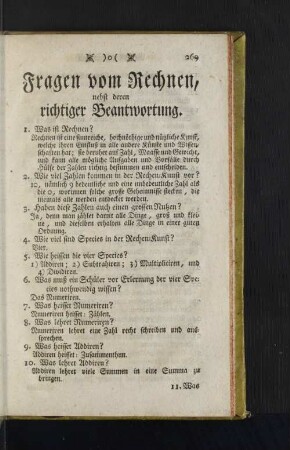 )o( 269
Fragen vom Rechnen,
nebst deren
richtiger Beantwortung.
1. Was ist Rechnen?
Rechnen ist eine sinnreiche, hochnöthige und nützliche Kunst,
welche ihren Einfluß in alle andere Künste und Wissen-
schaften hat; sie beruhet auf Zahl, Maasse und Gewicht,
und kann alle mögliche Aufgaben und Vorfälle durch
Hülfe der Zahlen richtig bestimmen und entscheiden.
2. Wie viel Zahlen kommen in der Rechen-Kunst vor?
10, nämlich 9 bedeutliche und eine unbedeutliche Zahl als
die 0, worinnen solche große Geheimnisse stecken, die
niemals alle werden entdecket werden.
3. Haben diese Zahlen auch einen grossen Nutzen?
Ja, denn man zählet damit alle Dinge, groß und klei-
ne, und dieselben erhalten alle Dinge in einer guten
Ordnung.
4. Wie viel sind Species in der Rechen-Kunst?
Vier.
5. Wie heissen die vier Species?
1) Addiren; 2) Subtrahiren; 3) Multipliciren, und
4) Dividiren.
6. Was muß ein Schüler vor Erlernung der vier Spe-
cies nothwendig wissen?
Das Numeriren.
7. Was heisset Numeriren?
Numeriren heisset: Zählen.
8. Was lehret Numeriren?
Numeriren lehret eine Zahl recht schreiben und aus-
sprechen.
9. Was heisset Addiren?
Addiren heisset: Zusammenthun.
10. Was lehret Addiren?
Addiren lehret viele Summen in eine Summa zu
bringen.
11. Was